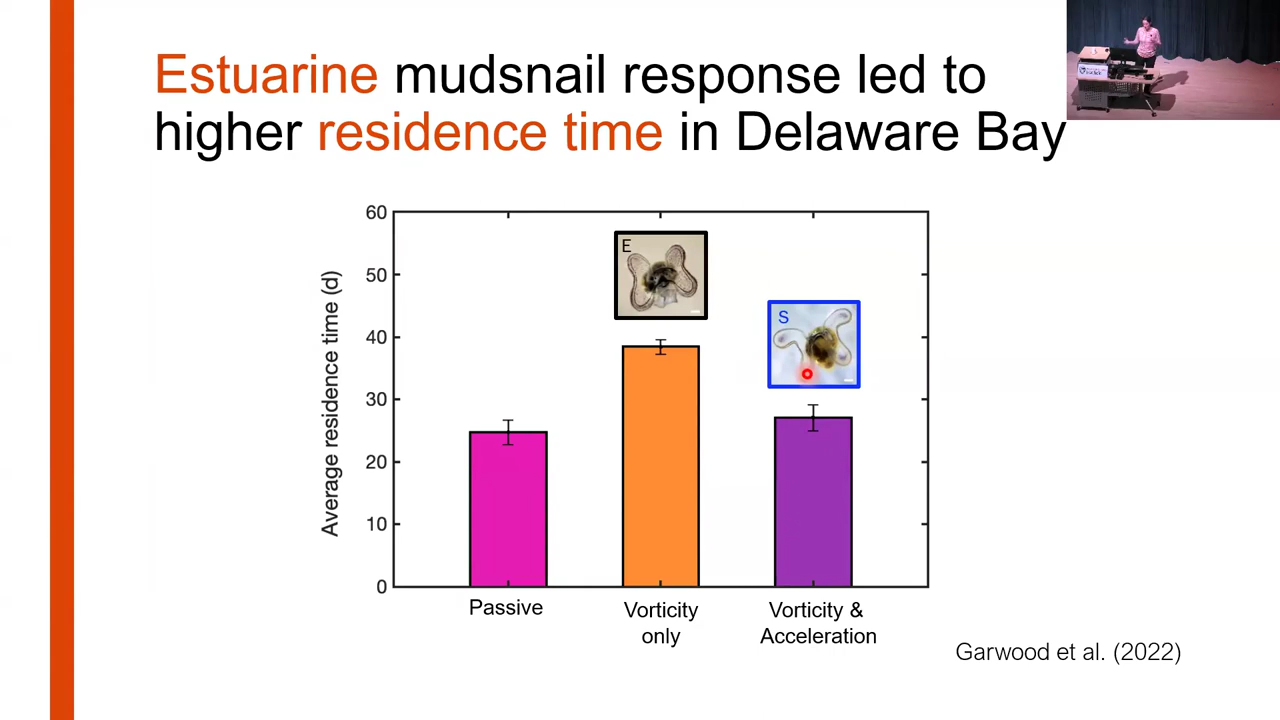 Estuarine mudsnail response led to
higher residence time in Delaware Bay
60
50
40
30
20
10
0
Average residence time (d)
E
S
Passive
Vorticity
only
Vorticity &
Acceleration
Garwood et al. (2022)